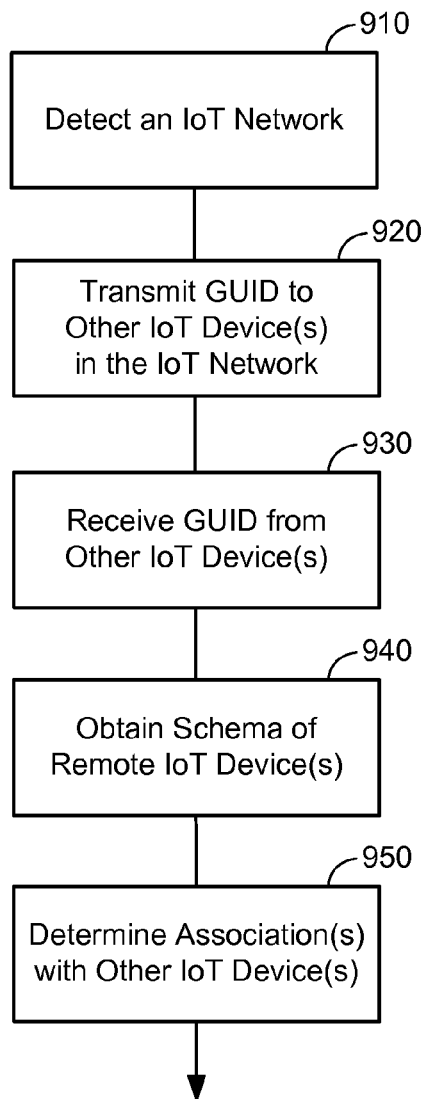 910
Detect an IoT Network
920
Transmit GUID to
Other IoT Device(s)
in the IoT Network
930
Receive GUID from
Other IoT Device(s)
940
Obtain Schema of
Remote IoT Device(s)
950
Determine Association(s)
with Other IoT Device(s)